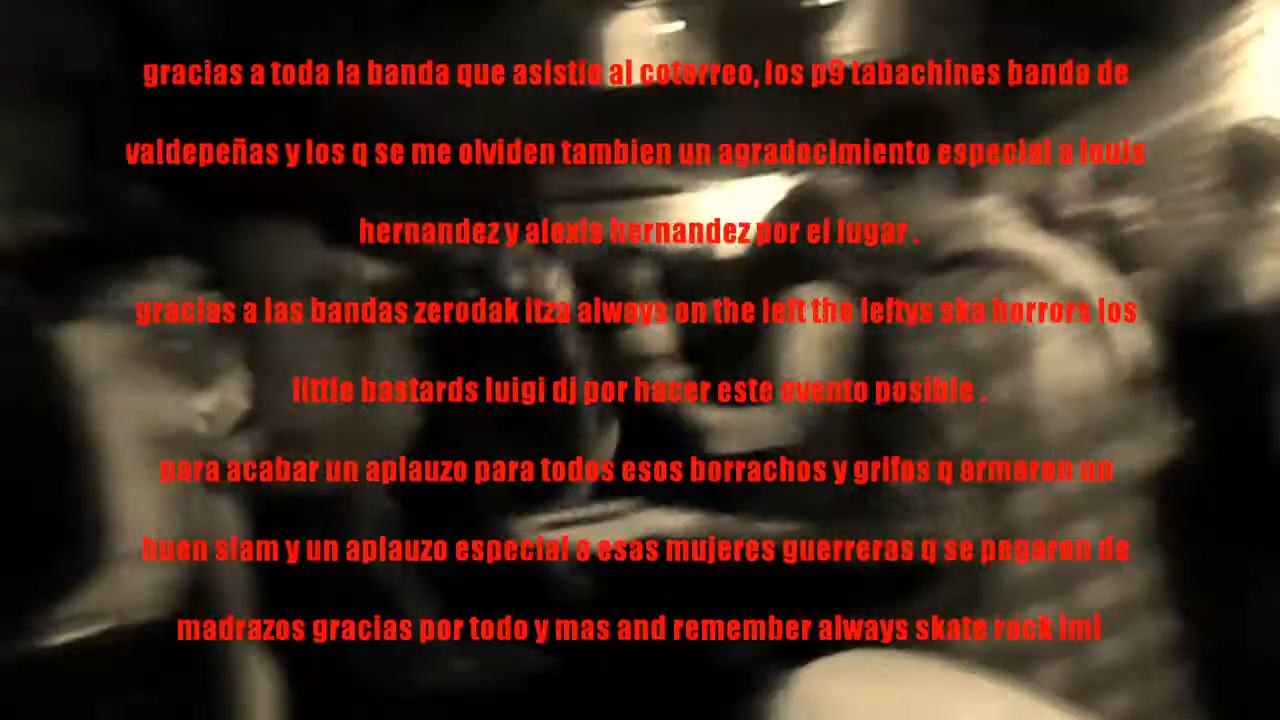 gracias a toda la banda que asistio al cotorreo, los p9 tabachines banda de
valdepeñas y los q se me olviden tambien un agradocimiento especial a louis
hernandez y alexis hernandez por el lugar .
gracias a las bandas zerodak itza always on the left the leftys ska horrors los
little bastards luigi dj por hacer este evento posible .
para acabar un aplauzo para todos esos borrachos y grifos q armaron un
buen slam y un aplauzo especial a esas mujeres guerreras q se pegaron de
madrazos gracias por todo y mas and remember always skate rock lml